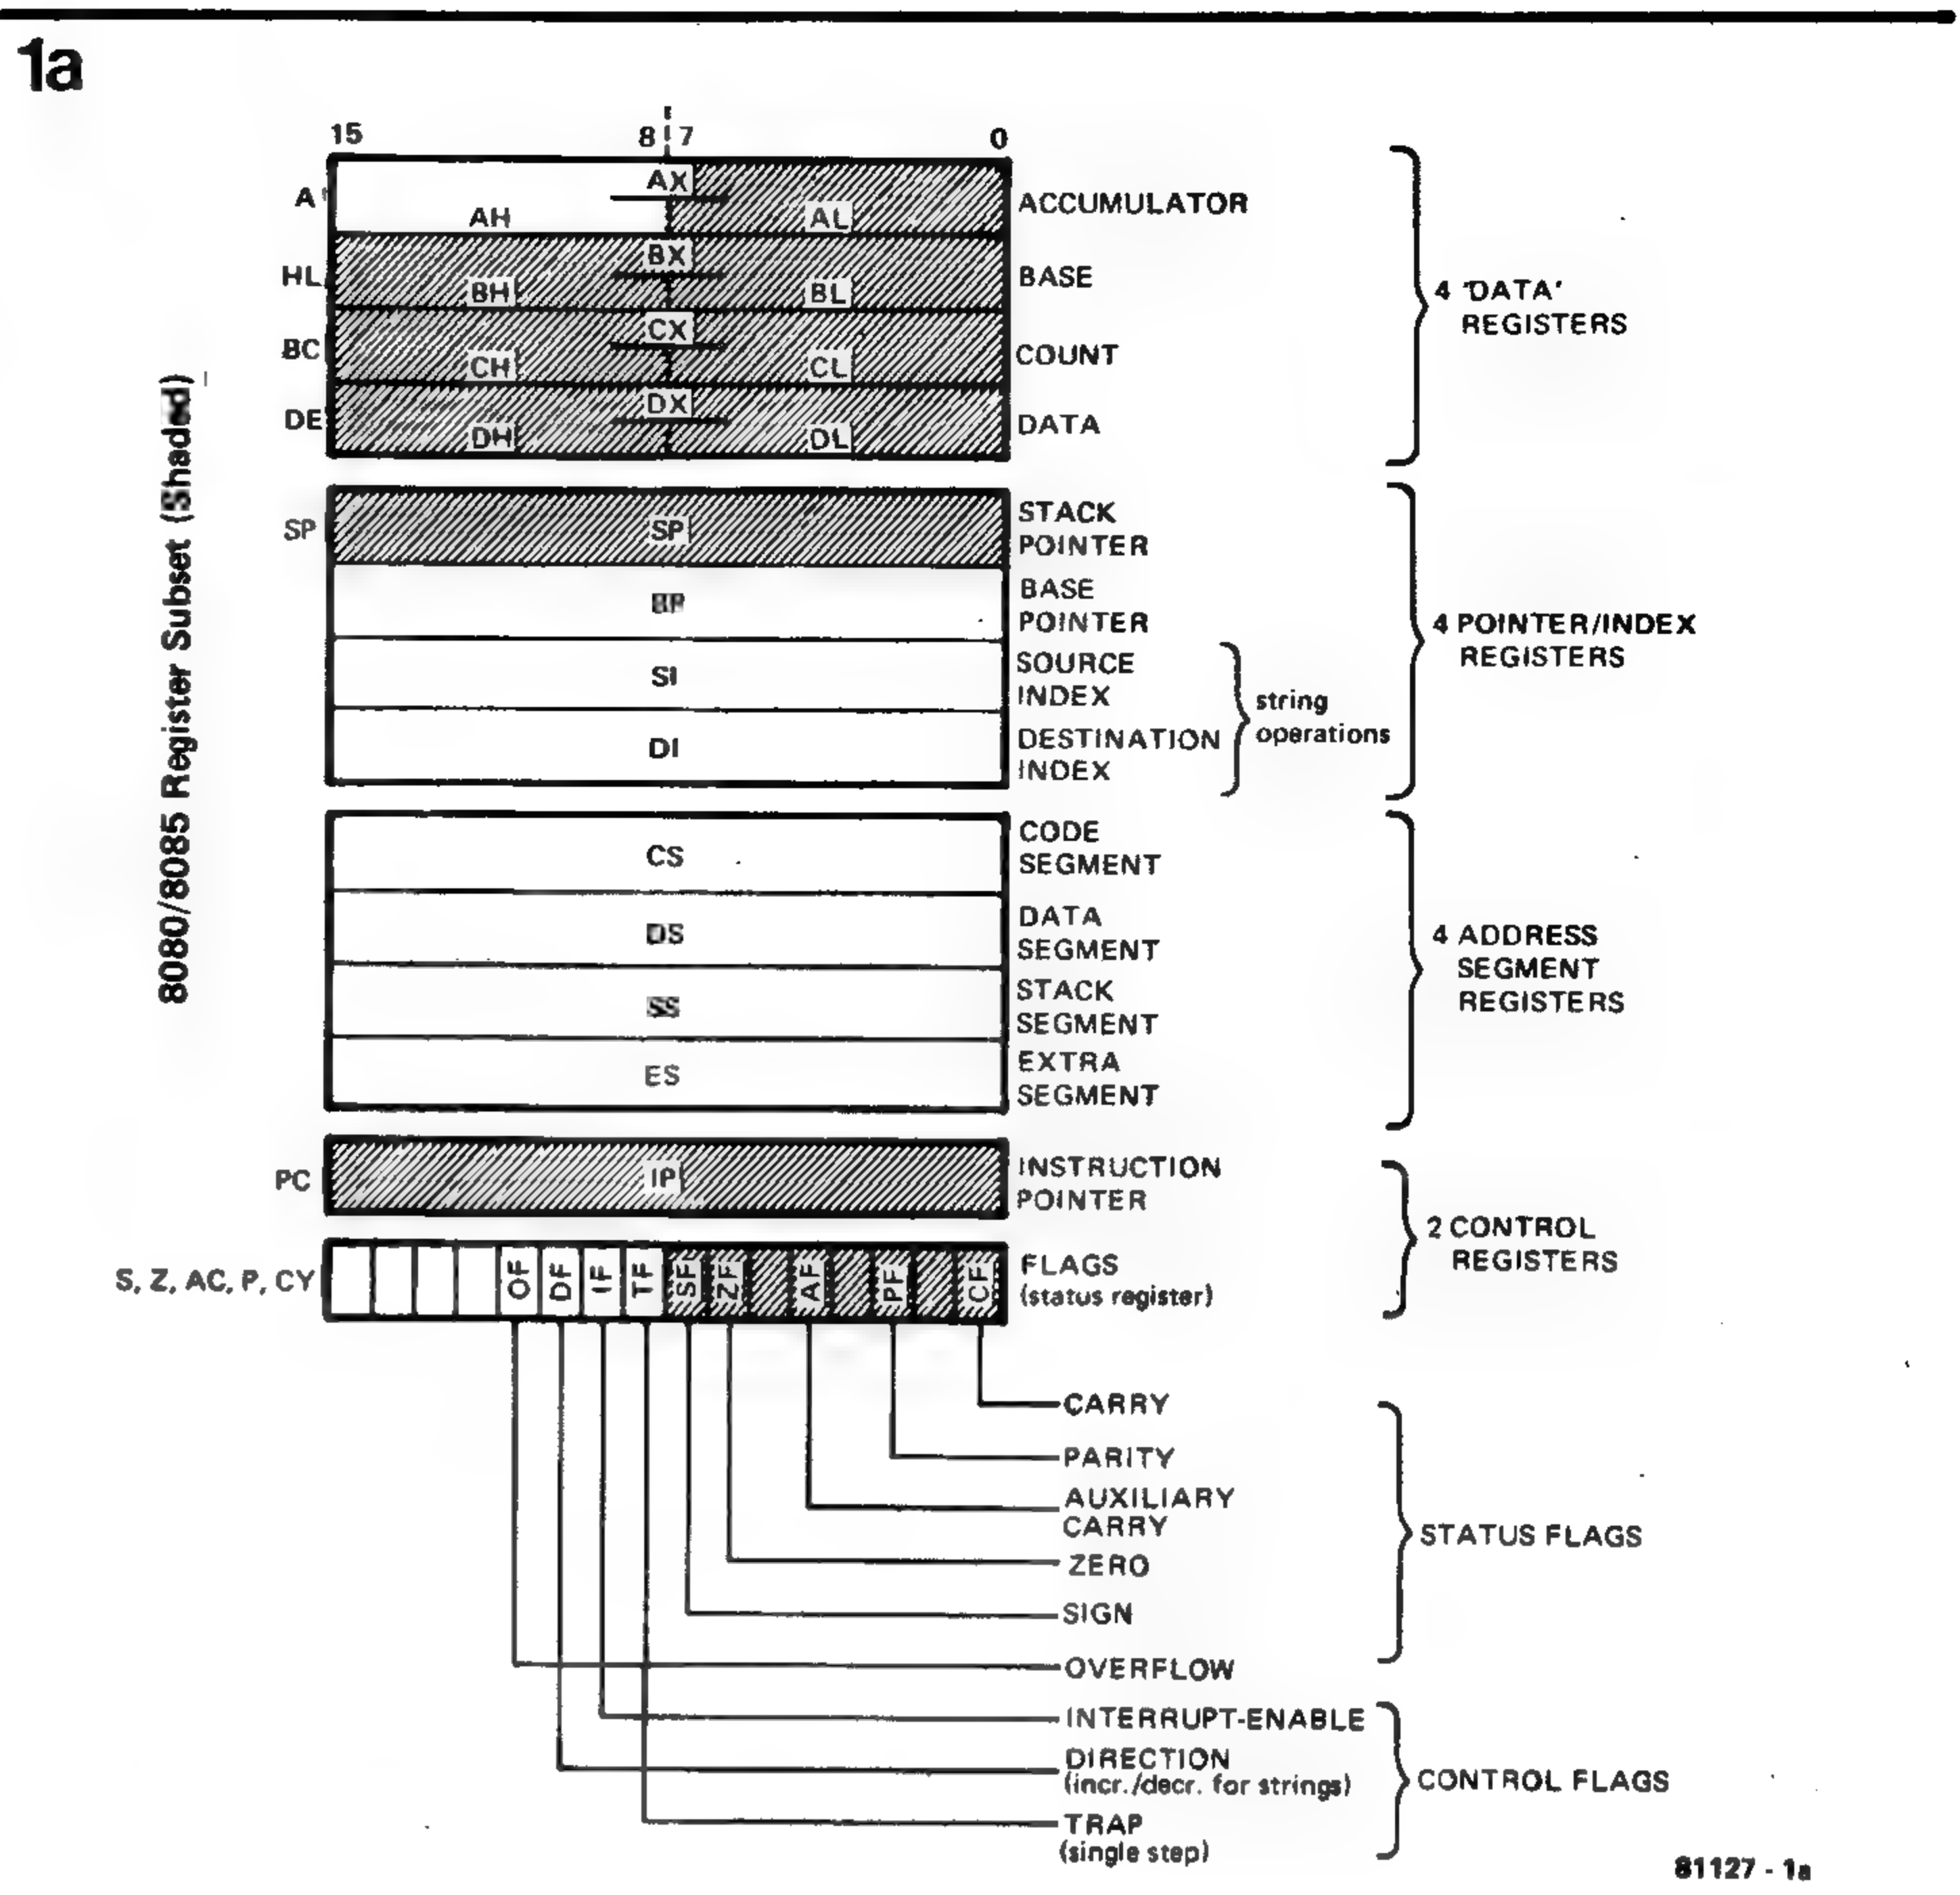 1a
15 8 7 0
A AX AH AL ACCUMULATOR
HL BX BH BL BASE
BC CX CH CL COUNT
DE DX DH DL DATA
4 'DATA'
REGISTERS
8080/8085 Register Subset (Shaded)
SP SP STACK
POINTER
BP BASE
POINTER
SI SOURCE
INDEX
DI DESTINATION
INDEX
string
operations
4 POINTER/INDEX
REGISTERS
CS CODE
SEGMENT
DS DATA
SEGMENT
SS STACK
SEGMENT
ES EXTRA
SEGMENT
4 ADDRESS
SEGMENT
REGISTERS
PC IP INSTRUCTION
POINTER
S, Z, AC, P, CY OF DF IF TF SF ZF AF PF CF FLAGS
(status register)
2 CONTROL
REGISTERS
CARRY
PARITY
AUXILIARY
CARRY
ZERO
SIGN
OVERFLOW
STATUS FLAGS
INTERRUPT-ENABLE
DIRECTION
(incr./decr. for strings)
TRAP
(single step)
CONTROL FLAGS
81127 - 1a